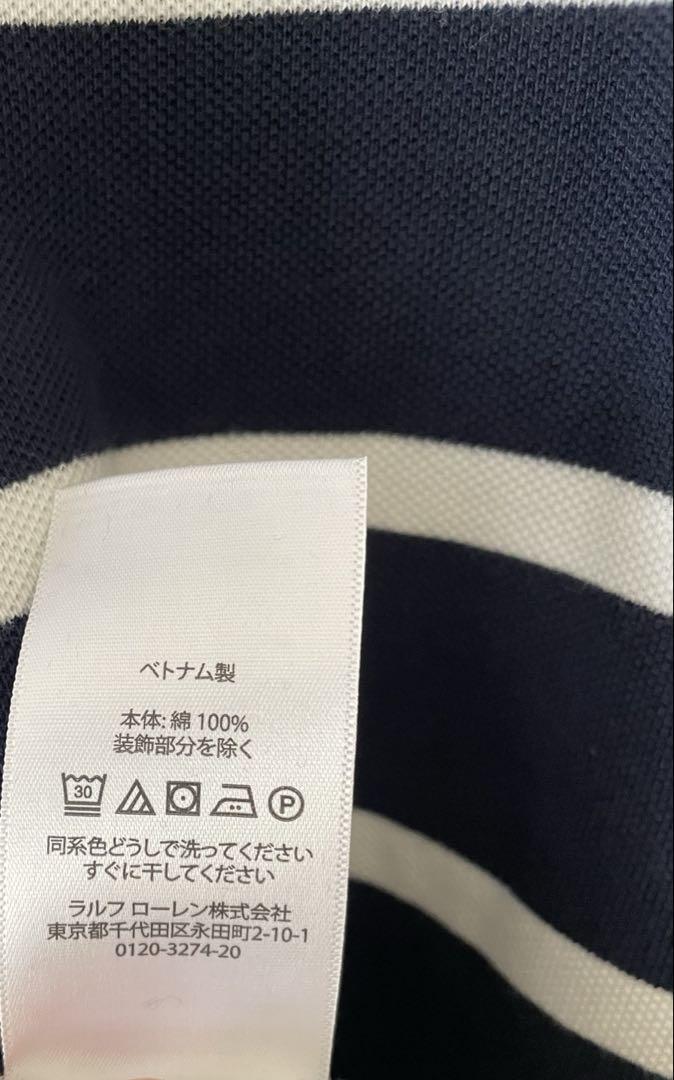 ベトナム製
本体: 綿 100%
装飾部分を除く
30 P
同系色どうしで洗ってください
すぐに干してください
ラルフ ローレン株式会社
東京都千代田区永田町2-10-1
0120-3274-20